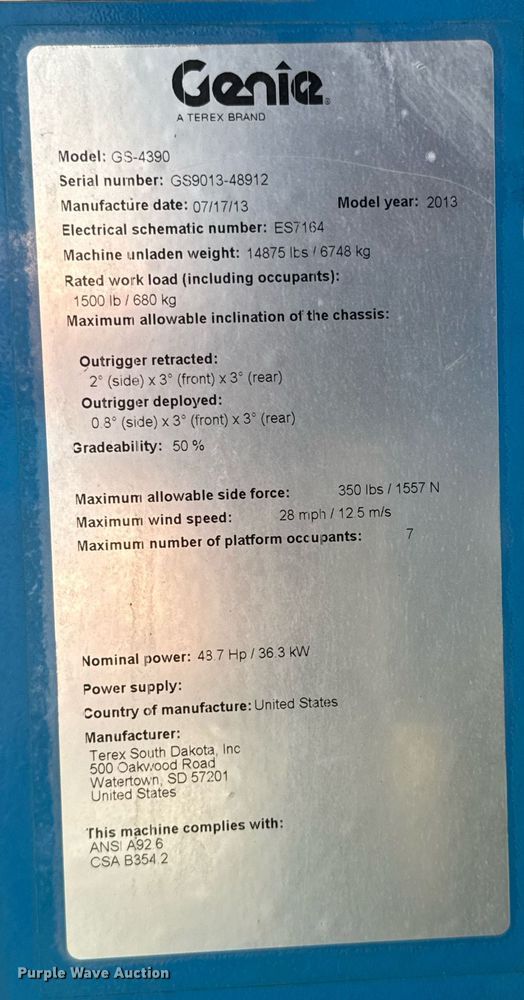 Genie
A TEREX BRAND
Model: GS-4390
Serial number: GS9013-48912
Manufacture date: 07/17/13 Model year: 2013
Electrical schematic number: ES7164
Machine unladen weight: 14875 lbs / 6748 kg
Rated work load (including occupants):
1500 lb / 680 kg
Maximum allowable inclination of the chassis:
Outrigger retracted:
2° (side) x 3° (front) x 3° (rear)
Outrigger deployed:
0.8° (side) x 3° (front) x 3° (rear)
Gradeability: 50 %
Maximum allowable side force: 350 lbs / 1557 N
Maximum wind speed: 28 mph / 12.5 m/s
Maximum number of platform occupants: 7
Nominal power: 48.7 Hp / 36.3 kW
Power supply:
Country of manufacture: United States
Manufacturer:
Terex South Dakota, Inc
500 Oakwood Road
Watertown, SD 57201
United States
This machine complies with:
ANSI A92.6
CSA B354.2
Purple Wave Auction